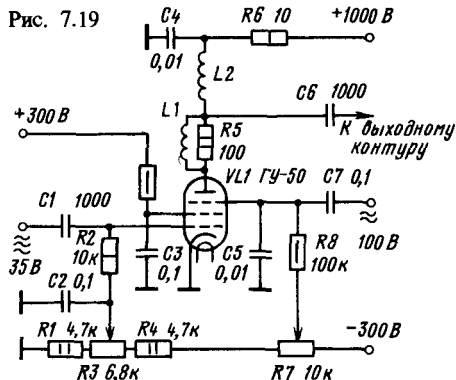 Рис. 7.19
C4
0,01
R6 10
+1000 В
L2
C6 1000
L1
R5
100
К выходному
контуру
+300 В
VL1 ГУ-50
C7 0,1
C1 1000
R2
10к
C3
0,1
C5
0,01
R8
100к
35В
100 В
C2 0,1
R1 4,7к
R4 4,7к
-300 В
R3 6.8к
R7 10к